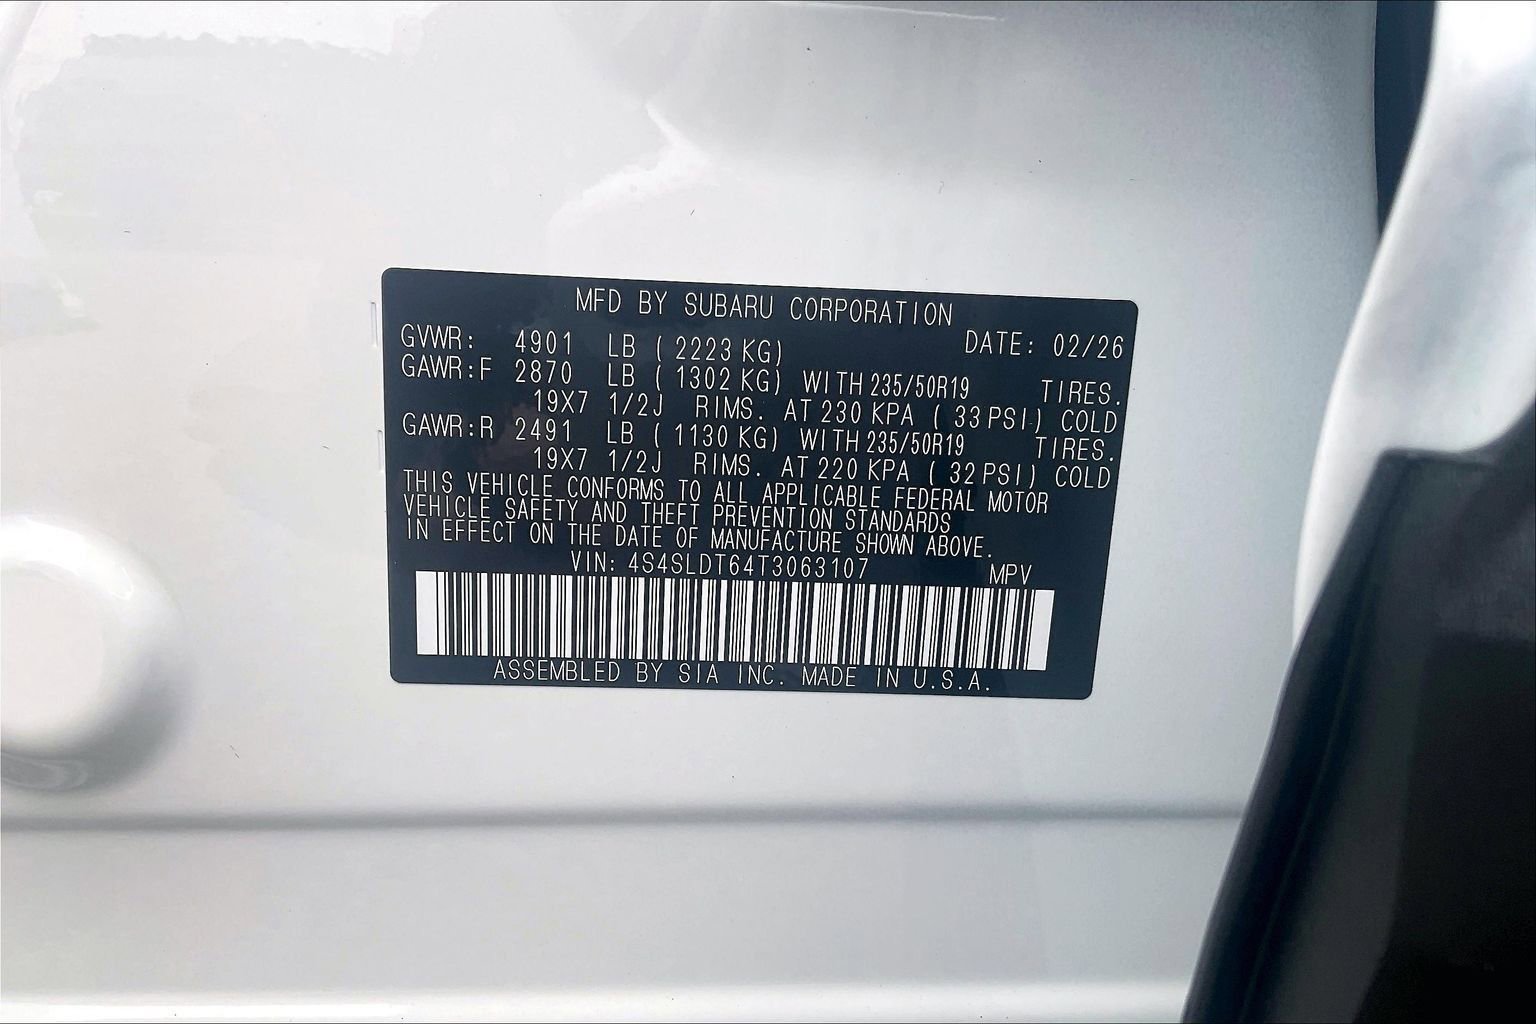 MFD BY SUBARU CORPORATION
GVWR: 4901 LB ( 2223 KG) DATE: 02/26
GAWR:F 2870 LB ( 1302 KG) WITH 235/50R19 TIRES.
19X7 1/2J RIMS. AT 230 KPA ( 33 PSI) COLD
GAWR:R 2491 LB ( 1130 KG) WITH 235/50R19 TIRES.
19X7 1/2J RIMS. AT 220 KPA ( 32 PSI) COLD
THIS VEHICLE CONFORMS TO ALL APPLICABLE FEDERAL MOTOR
VEHICLE SAFETY AND THEFT PREVENTION STANDARDS
IN EFFECT ON THE DATE OF MANUFACTURE SHOWN ABOVE.
VIN: 4S4SLDT64T3063107 MPV
ASSEMBLED BY SIA INC. MADE IN U.S.A.